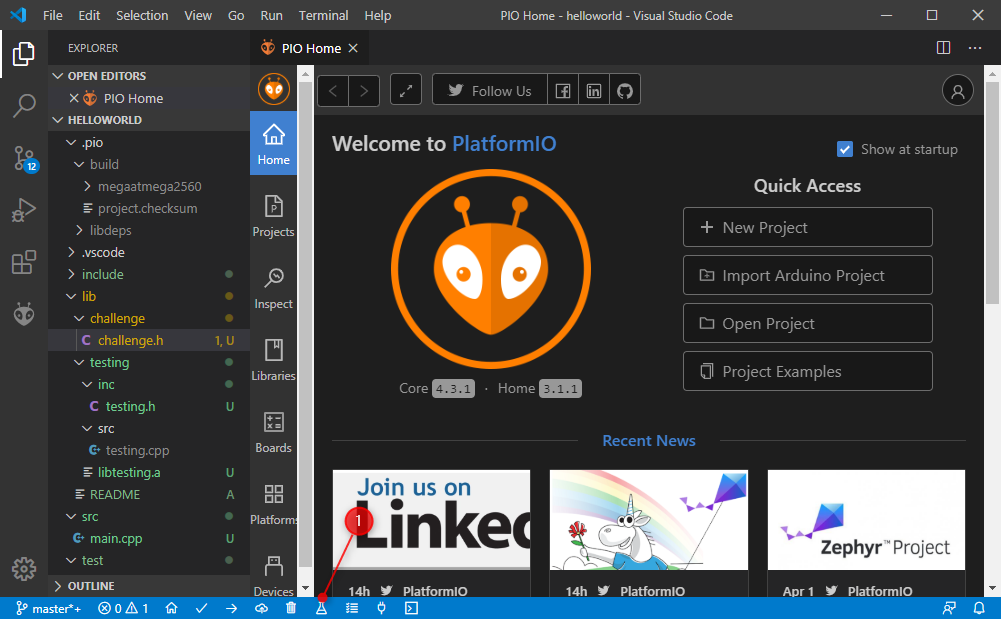 File Edit Selection View Go Run Terminal Help PIO Home - helloworld - Visual Studio Code
EXPLORER
OPEN EDITORS
PIO Home
HELLOWORLD
.pio
build
megaatmega2560
project.checksum
libdeps
.vscode
include
lib
challenge
challenge.h 1, U
testing
inc
testing.h U
src
testing.cpp
libtesting.a U
README A
src
main.cpp U
test
OUTLINE
12
PIO Home
Home
Projects
Inspect
Libraries
Boards
Platforms
Devices
Follow Us
Welcome to PlatformIO
Show at startup
Core 4.3.1 · Home 3.1.1
Quick Access
New Project
Import Arduino Project
Open Project
Project Examples
Recent News
Join us on
Linked
1
Zephyr™ Project
14h PlatformIO
14h PlatformIO
Apr 1 PlatformIO
master*+ 0 1